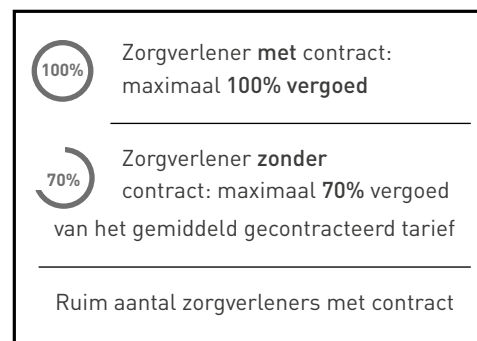 100%
Zorgverlener met contract:
maximaal 100% vergoed
70%
Zorgverlener zonder
contract: maximaal 70% vergoed
van het gemiddeld gecontracteerd tarief
Ruim aantal zorgverleners met contract